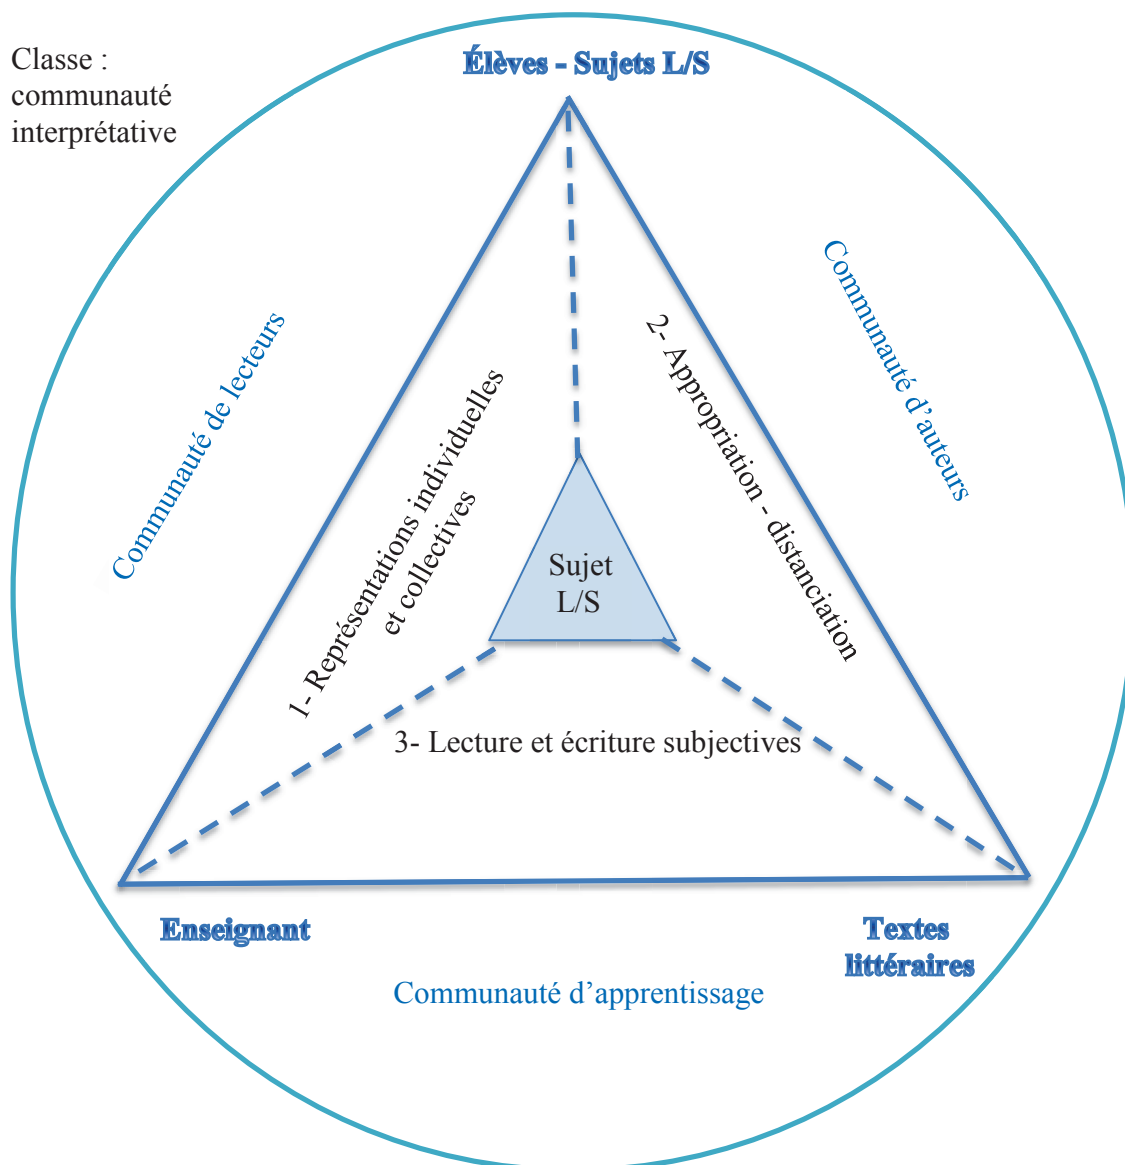 Classe :
communauté
interprétative
Élèves - Sujets L/S
Communauté de lecteurs
Communauté d’auteurs
1- Représentations individuelles
et collectives
2- Appropriation - distanciation
Sujet
L/S
3- Lecture et écriture subjectives
Enseignant
Textes
littéraires
Communauté d’apprentissage